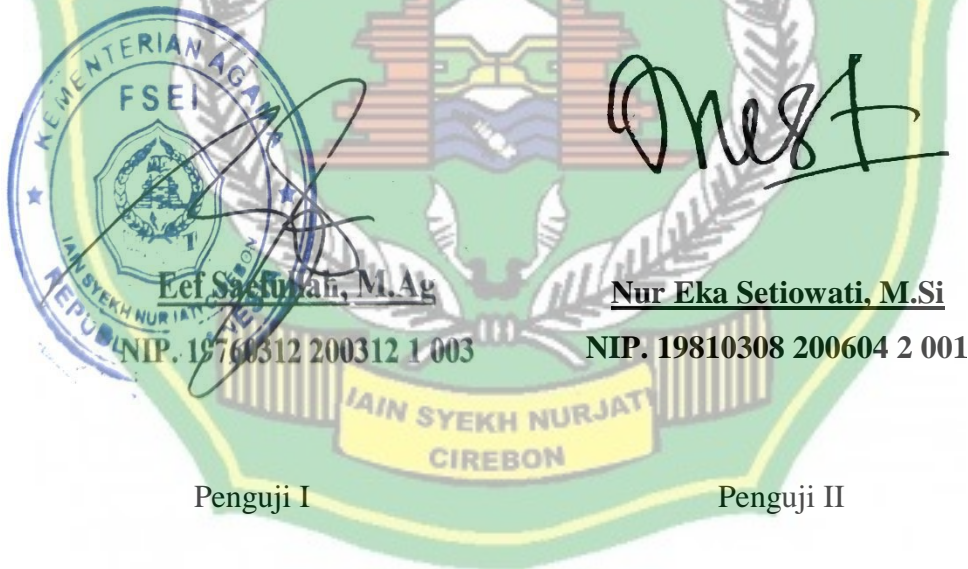 KEMENTERIAN AGAMA
FSEI
IAIN SYEKH NURJATI CIREBON
REPUBLIK
Eef Saefulah, M.Ag
NIP. 19760312 200312 1 003
Nur Eka Setiowati, M.Si
NIP. 19810308 200604 2 001
IAIN SYEKH NURJATI
CIREBON
Penguji I
Penguji II